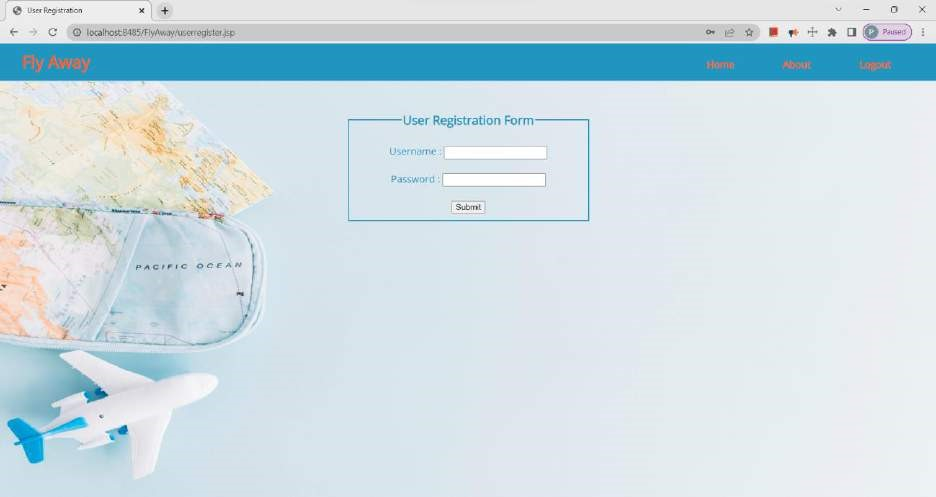 User Registration
localhost:8485/FlyAway/userregister.jsp
P Paused
Fly Away
Home About Logout
User Registration Form
Username :
Password :
Submit
PACIFIC OCEAN